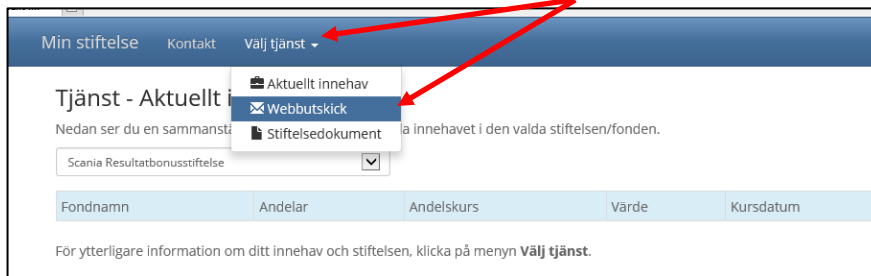 Min stiftelse Kontakt Välj tjänst
Aktuellt innehav
Webbutskick
Stiftelsedokument
Tjänst - Aktuellt i
Nedan ser du en sammanstä a innehavet i den valda stiftelsen/fonden.
Scania Resultatbonusstiftelse
Fondnamn Andelar Andelskurs Värde Kursdatum
För ytterligare information om ditt innehav och stiftelsen, klicka på menyn Välj tjänst.